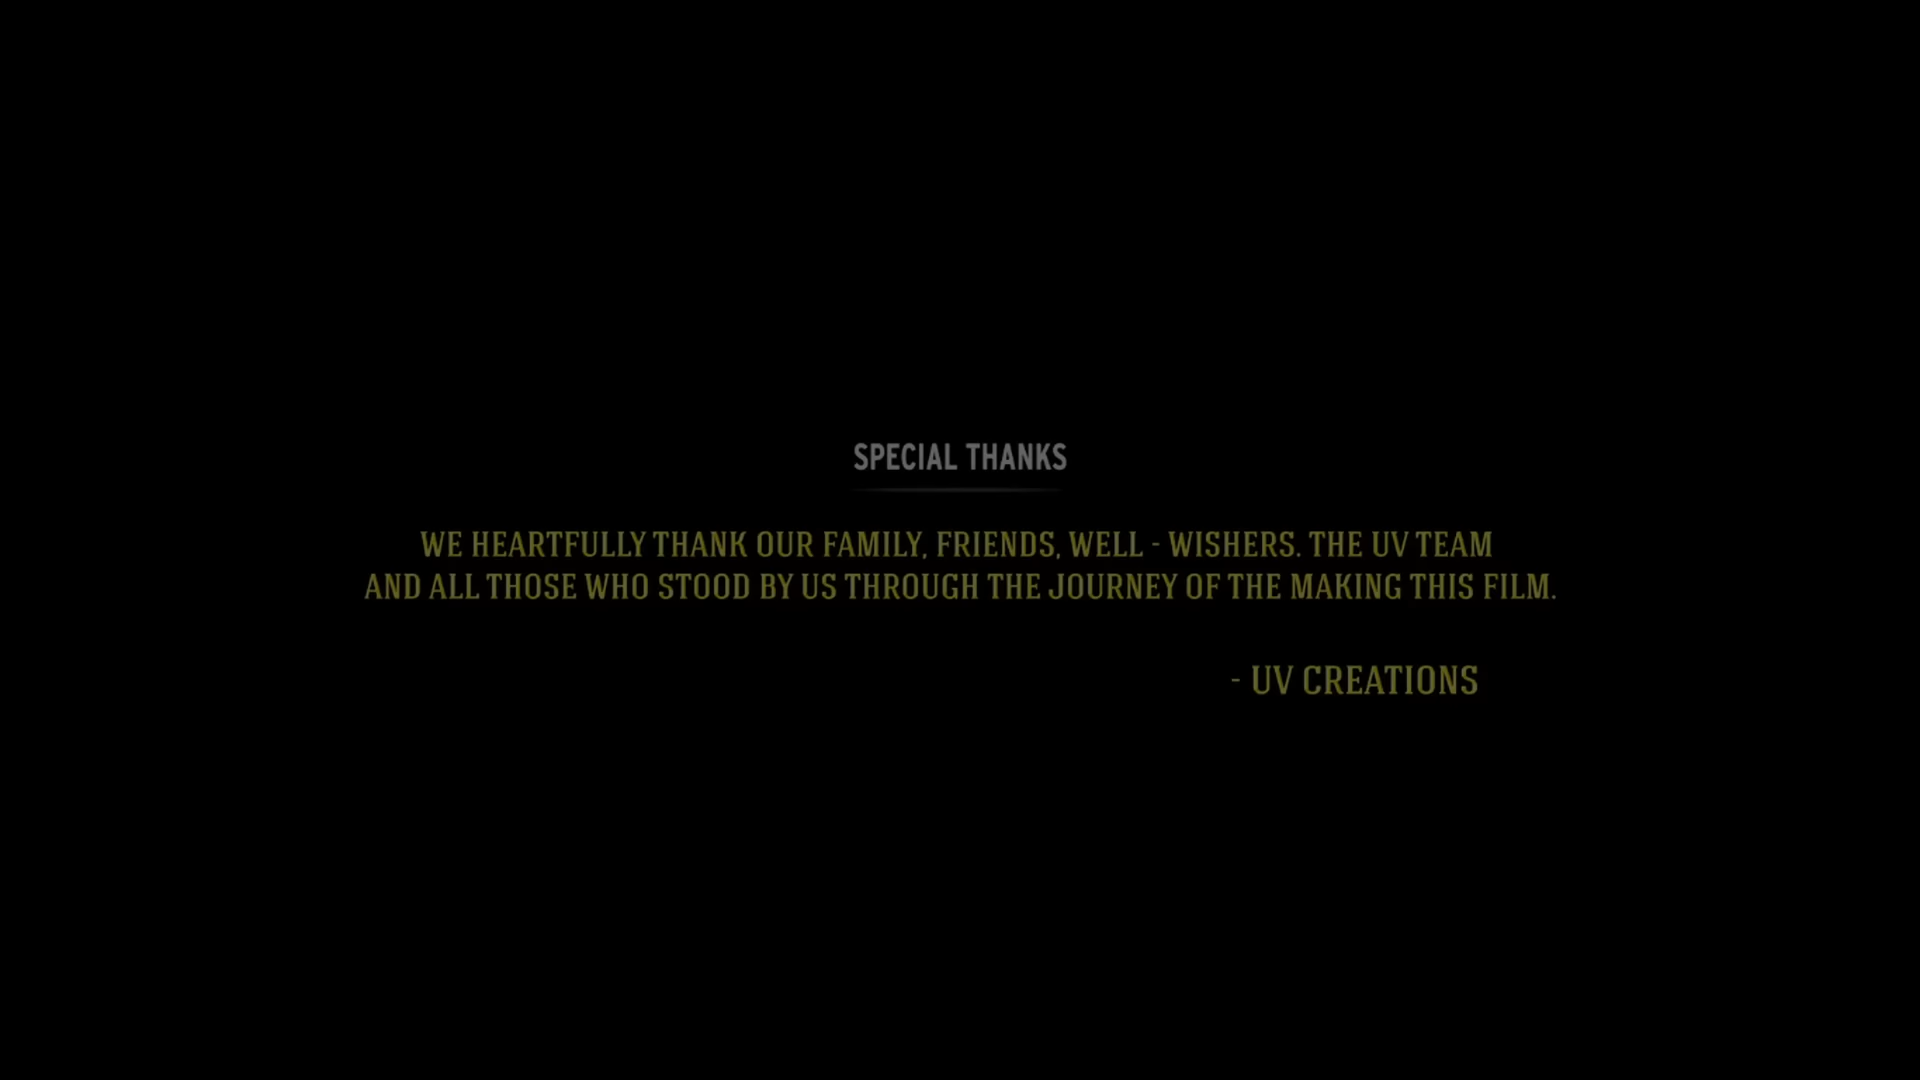 SPECIAL THANKS
WE HEARTFULLY THANK OUR FAMILY, FRIENDS, WELL - WISHERS. THE UV TEAM
AND ALL THOSE WHO STOOD BY US THROUGH THE JOURNEY OF THE MAKING THIS FILM.
- UV CREATIONS